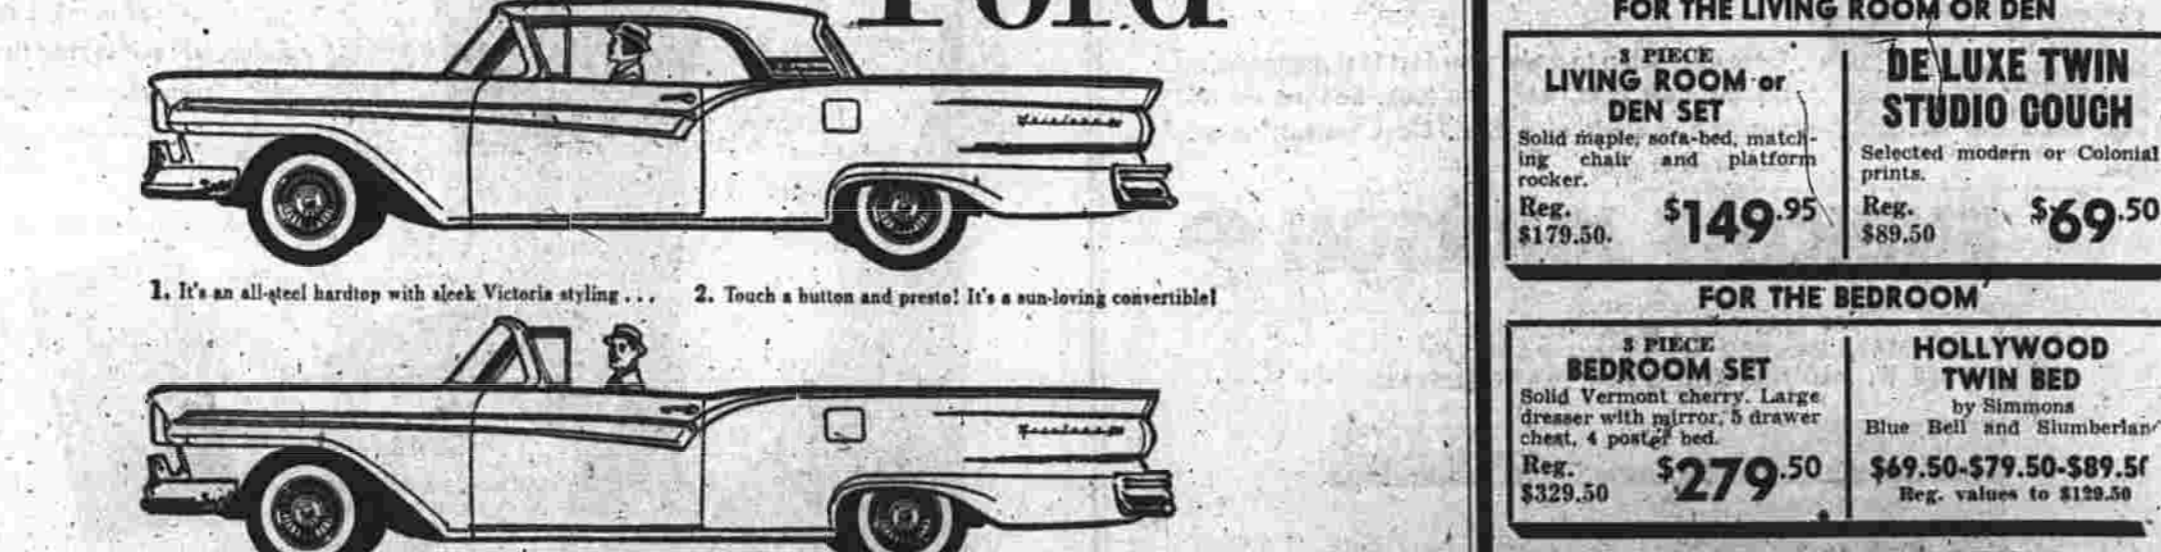 Ford
1. It's an all-steel hardtop with sleek Victoria styling . . .
2. Touch a button and presto! It's a sun-loving convertible!
FOR THE LIVING ROOM OR DEN
3 PIECE
LIVING ROOM or
DEN SET
Solid maple, sofa-bed, match-
ing chair and platform
rocker.
Reg.
$179.50.
$149.95
DE LUXE TWIN
STUDIO COUCH
Selected modern or Colonial
prints.
Reg.
$89.50
$69.50
FOR THE BEDROOM
3 PIECE
BEDROOM SET
Solid Vermont cherry. Large
dresser with mirror, 5 drawer
chest, 4 poster bed.
Reg.
$329.50
$279.50
HOLLYWOOD
TWIN BED
by Simmons
Blue Bell and Slumberlan
$69.50-$79.50-$89.5
Reg. values to $129.50